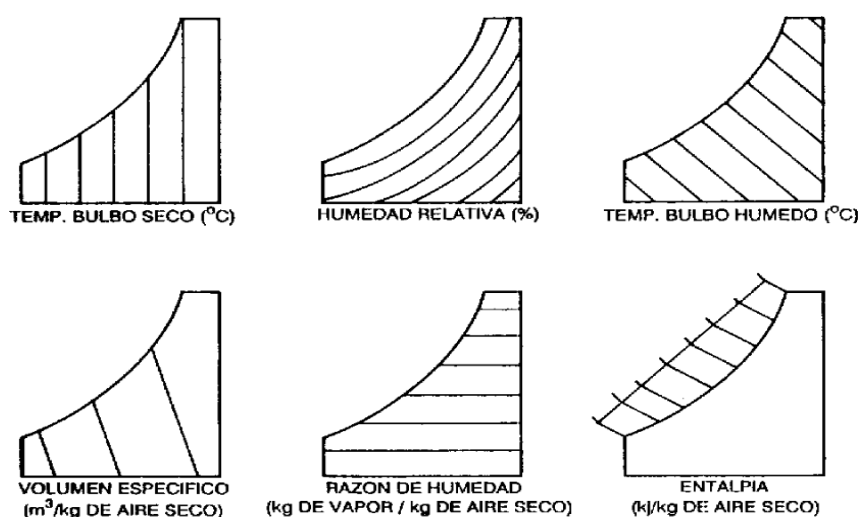 TEMP. BULBO SECO (°C)
HUMEDAD RELATIVA (%)
TEMP. BULBO HUMEDO (°C)
VOLUMEN ESPECIFICO
(m³/kg DE AIRE SECO)
RAZON DE HUMEDAD
(kg DE VAPOR / kg DE AIRE SECO)
ENTALPIA
(kj/kg DE AIRE SECO)